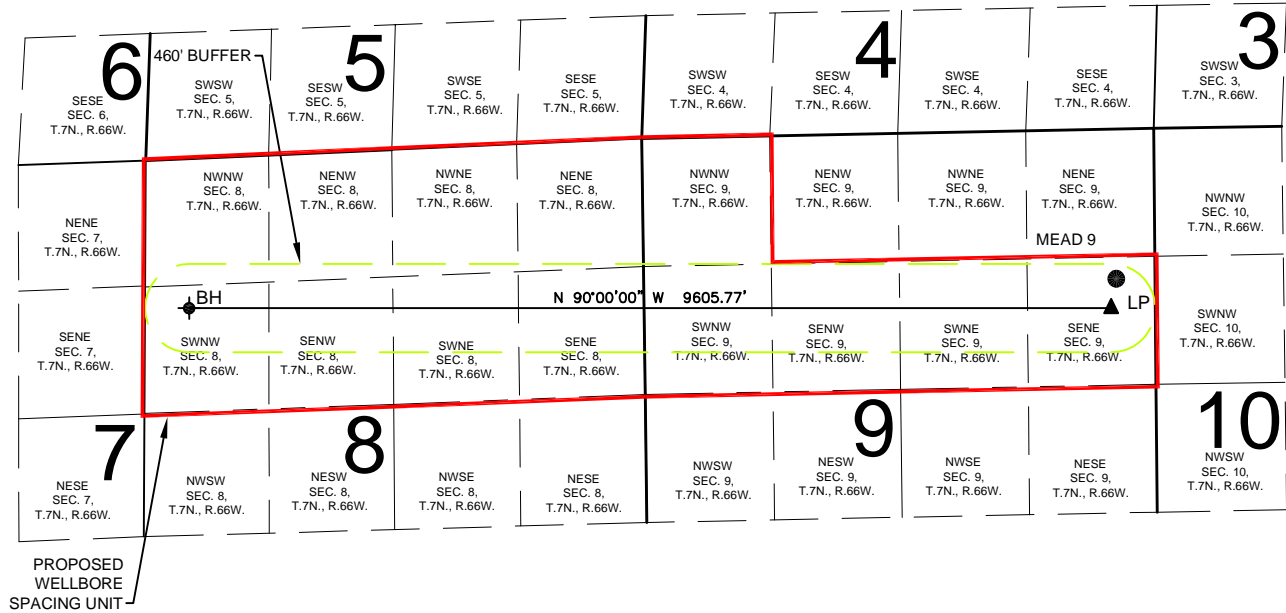 6
5
4
3
460' BUFFER
SESE
SEC. 6,
T.7N., R.66W.
SWSW
SEC. 5,
T.7N., R.66W.
SESW
SEC. 5,
T.7N., R.66W.
SWSE
SEC. 5,
T.7N., R.66W.
SESE
SEC. 5,
T.7N., R.66W.
SWSW
SEC. 4,
T.7N., R.66W.
SESW
SEC. 4,
T.7N., R.66W.
SWSE
SEC. 4,
T.7N., R.66W.
SESE
SEC. 4,
T.7N., R.66W.
SWSW
SEC. 3,
T.7N., R.66W.
NENE
SEC. 7,
T.7N., R.66W.
NWNW
SEC. 8,
T.7N., R.66W.
NENW
SEC. 8,
T.7N., R.66W.
NWNE
SEC. 8,
T.7N., R.66W.
NENE
SEC. 8,
T.7N., R.66W.
NWNW
SEC. 9,
T.7N., R.66W.
NENW
SEC. 9,
T.7N., R.66W.
NWNE
SEC. 9,
T.7N., R.66W.
NENE
SEC. 9,
T.7N., R.66W.
NWNW
SEC. 10,
T.7N., R.66W.
MEAD 9
BH
N 90°00'00" W 9605.77'
LP
SENE
SEC. 7,
T.7N., R.66W.
SWNW
SEC. 8,
T.7N., R.66W.
SENW
SEC. 8,
T.7N., R.66W.
SWNE
SEC. 8,
T.7N., R.66W.
SENE
SEC. 8,
T.7N., R.66W.
SWNW
SEC. 9,
T.7N., R.66W.
SENW
SEC. 9,
T.7N., R.66W.
SWNE
SEC. 9,
T.7N., R.66W.
SENE
SEC. 9,
T.7N., R.66W.
SWNW
SEC. 10,
T.7N., R.66W.
7
8
9
10
NESE
SEC. 7,
T.7N., R.66W.
NWSW
SEC. 8,
T.7N., R.66W.
NESW
SEC. 8,
T.7N., R.66W.
NWSE
SEC. 8,
T.7N., R.66W.
NESE
SEC. 8,
T.7N., R.66W.
NWSW
SEC. 9,
T.7N., R.66W.
NESW
SEC. 9,
T.7N., R.66W.
NWSE
SEC. 9,
T.7N., R.66W.
NESE
SEC. 9,
T.7N., R.66W.
NWSW
SEC. 10,
T.7N., R.66W.
PROPOSED
WELLBORE
SPACING UNIT